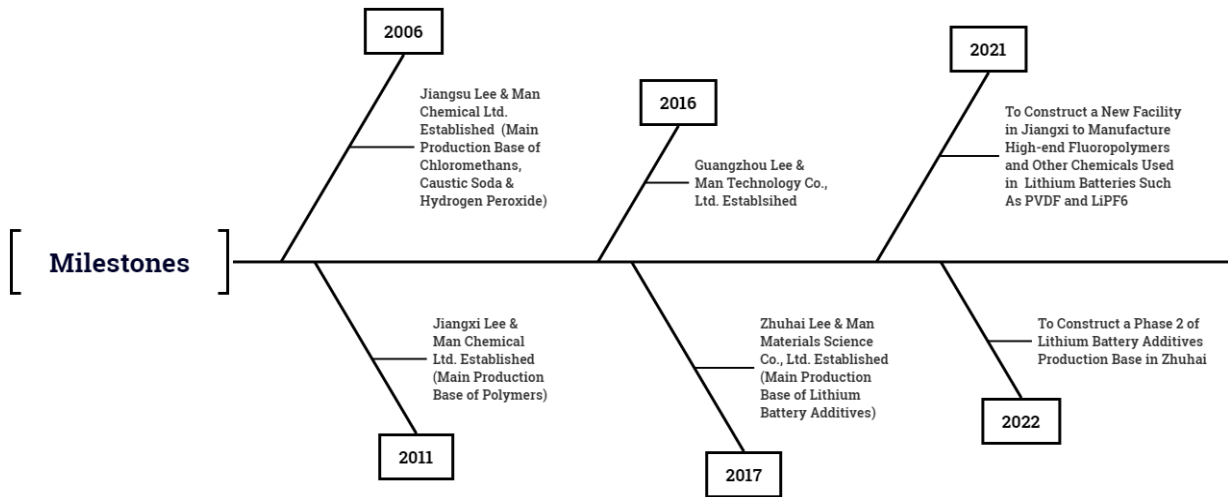 2006
Jiangsu Lee & Man
Chemical Ltd.
Established (Main
Production Base of
Chloromethans,
Caustic Soda &
Hydrogen Peroxide)
2016
Guangzhou Lee &
Man Technology Co.,
Ltd. Establsihed
2021
To Construct a New Facility
in Jiangxi to Manufacture
High-end Fluoropolymers
and Other Chemicals Used
in Lithium Batteries Such
As PVDF and LiPF6
Milestones
Jiangxi Lee &
Man Chemical
Ltd. Established
(Main Production
Base of Polymers)
2011
Zhuhai Lee & Man
Materials Science
Co., Ltd. Established
(Main Production
Base of Lithium
Battery Additives)
2017
To Construct a Phase 2 of
Lithium Battery Additives
Production Base in Zhuhai
2022